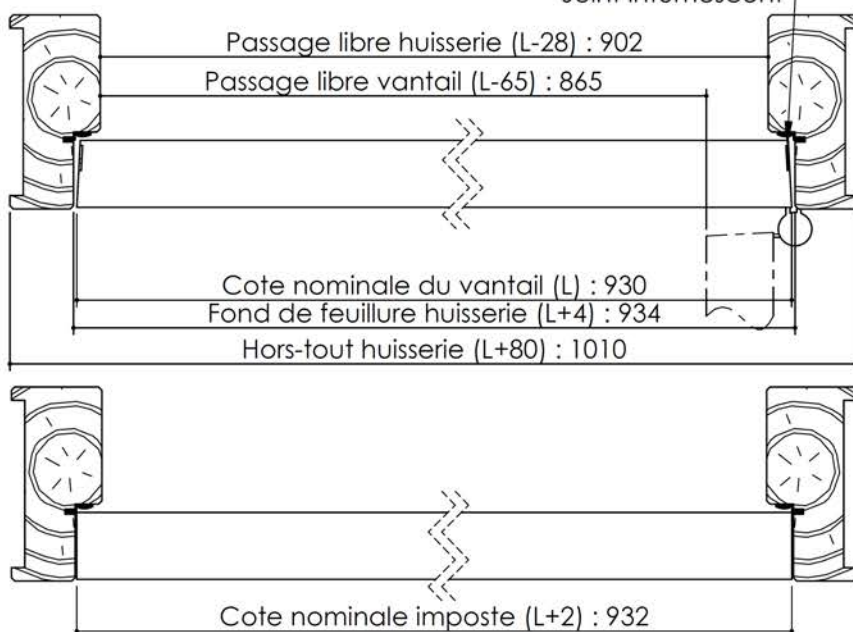 Passage libre huisserie (L-28) : 902
Passage libre vantail (L-65) : 865
Cote nominale du vantail (L) : 930
Fond de feuillure huisserie (L+4) : 934
Hors-tout huisserie (L+80) : 1010
Cote nominale imposte (L+2) : 932